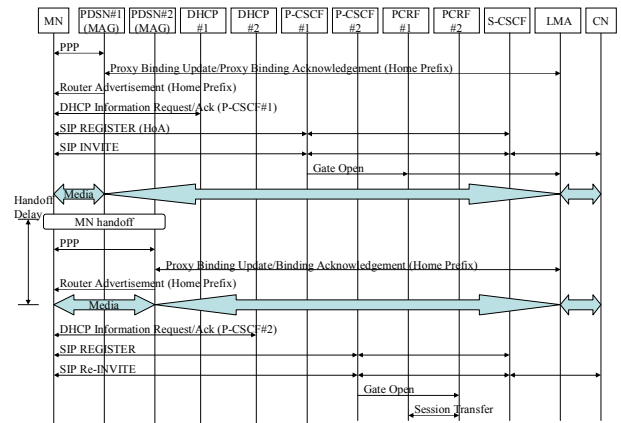 MN
PDSN#1
(MAG)
PDSN#2
(MAG)
DHCP
#1
DHCP
#2
P-CSCF
#1
P-CSCF
#2
PCRF
#1
PCRF
#2
S-CSCF
LMA
CN
PPP
Proxy Binding Update/Proxy Binding Acknowledgement (Home Prefix)
Router Advertisement (Home Prefix)
DHCP Information Request/Ack (P-CSCF#1)
SIP REGISTER (HoA)
SIP INVITE
Gate Open
Media
Handoff
Delay
MN handoff
PPP
Proxy Binding Update/Binding Acknowledgement (Home Prefix)
Router Advertisement (Home Prefix)
Media
DHCP Information Request/Ack (P-CSCF#2)
SIP REGISTER
SIP Re-INVITE
Gate Open
Session Transfer